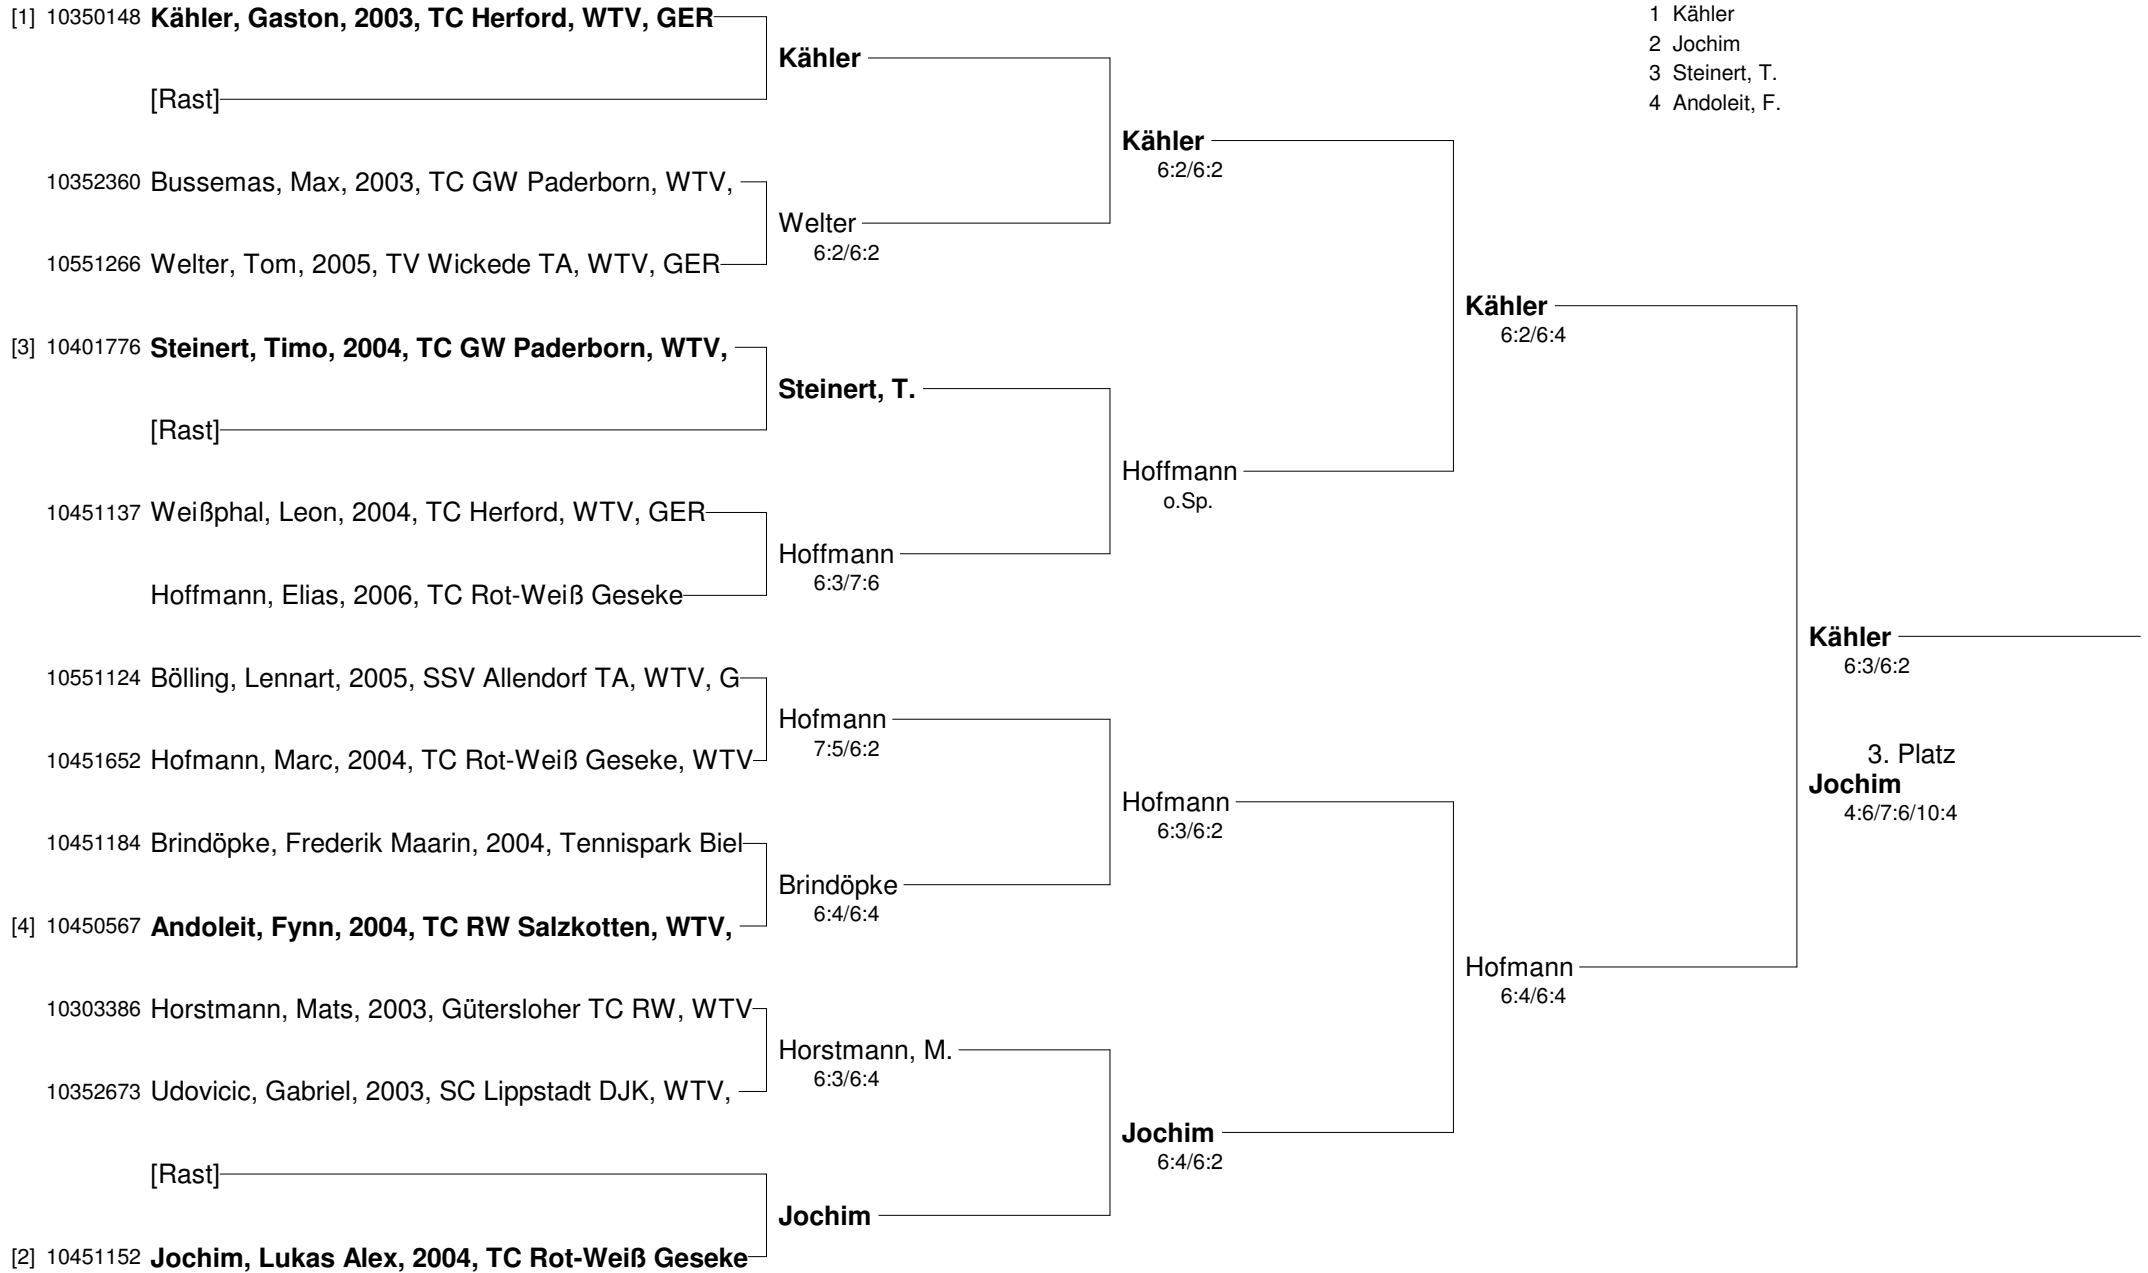 [1] 10350148 Kähler, Gaston, 2003, TC Herford, WTV, GER
[Rast]
10352360 Bussemas, Max, 2003, TC GW Paderborn, WTV,
10551266 Welter, Tom, 2005, TV Wickede TA, WTV, GER
[3] 10401776 Steinert, Timo, 2004, TC GW Paderborn, WTV,
[Rast]
10451137 Weißphal, Leon, 2004, TC Herford, WTV, GER
Hoffmann, Elias, 2006, TC Rot-Weiß Geseke
10551124 Bölling, Lennart, 2005, SSV Allendorf TA, WTV, G
10451652 Hofmann, Marc, 2004, TC Rot-Weiß Geseke, WTV
10451184 Brindöpke, Frederik Maarin, 2004, Tennispark Biel
[4] 10450567 Andoleit, Fynn, 2004, TC RW Salzkotten, WTV,
10303386 Horstmann, Mats, 2003, Gütersloher TC RW, WTV
10352673 Udovicic, Gabriel, 2003, SC Lippstadt DJK, WTV,
[Rast]
[2] 10451152 Jochim, Lukas Alex, 2004, TC Rot-Weiß Geseke
Kähler
Welter
6:2/6:2
Steinert, T.
Hoffmann
6:3/7:6
Hofmann
7:5/6:2
Brindöpke
6:4/6:4
Horstmann, M.
6:3/6:4
Jochim
Kähler
6:2/6:2
Hoffmann
o.Sp.
Hofmann
6:3/6:2
Jochim
6:4/6:2
Kähler
6:2/6:4
Hofmann
6:4/6:4
Kähler
6:3/6:2
3. Platz
Jochim
4:6/7:6/10:4
1 Kähler
2 Jochim
3 Steinert, T.
4 Andoleit, F.